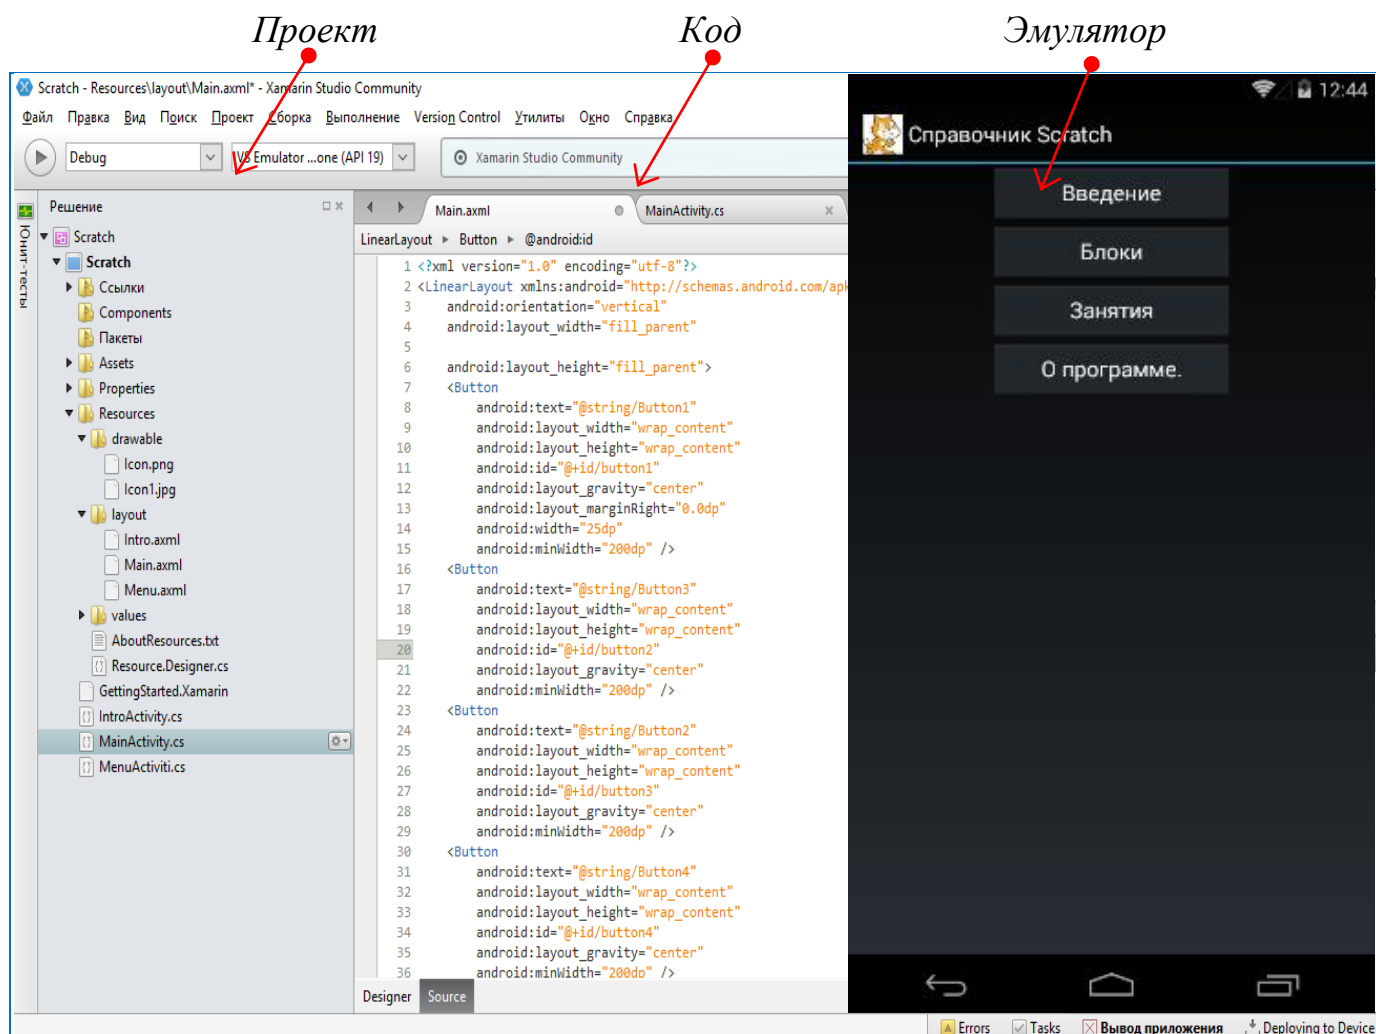 Проект Код Эмулятор
Scratch - Resources\layout\Main.axml* - Xamarin Studio Community
Файл Правка Вид Поиск Проект Сборка Выполнение Version Control Утилиты Окно Справка
Debug VS Emulator ...one (API 19) Xamarin Studio Community
Юнит-тесты
Решение
Scratch
Scratch
Ссылки
Components
Пакеты
Assets
Properties
Resources
drawable
Icon.png
Icon1.jpg
layout
Intro.axml
Main.axml
Menu.axml
values
AboutResources.txt
Resource.Designer.cs
GettingStarted.Xamarin
IntroActivity.cs
MainActivity.cs
MenuActiviti.cs
Main.axml MainActivity.cs
LinearLayout Button @android:id
1 <?xml version="1.0" encoding="utf-8"?>
2 <LinearLayout xmlns:android="http://schemas.android.com/apk
3 android:orientation="vertical"
4 android:layout_width="fill_parent"
5
6 android:layout_height="fill_parent">
7 <Button
8 android:text="@string/Button1"
9 android:layout_width="wrap_content"
10 android:layout_height="wrap_content"
11 android:id="@+id/button1"
12 android:layout_gravity="center"
13 android:layout_marginRight="0.0dp"
14 android:width="25dp"
15 android:minWidth="200dp" />
16 <Button
17 android:text="@string/Button3"
18 android:layout_width="wrap_content"
19 android:layout_height="wrap_content"
20 android:id="@+id/button2"
21 android:layout_gravity="center"
22 android:minWidth="200dp" />
23 <Button
24 android:text="@string/Button2"
25 android:layout_width="wrap_content"
26 android:layout_height="wrap_content"
27 android:id="@+id/button3"
28 android:layout_gravity="center"
29 android:minWidth="200dp" />
30 <Button
31 android:text="@string/Button4"
32 android:layout_width="wrap_content"
33 android:layout_height="wrap_content"
34 android:id="@+id/button4"
35 android:layout_gravity="center"
36 android:minWidth="200dp" />
Designer Source
12:44
Справочник Scratch
Введение
Блоки
Занятия
О программе.
Errors Tasks Вывод приложения Deploying to Device